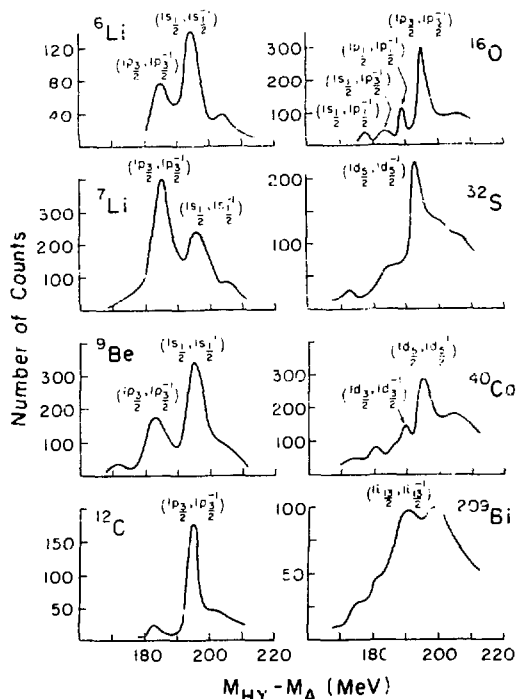 Number of Counts
⁶Li
(1p3/2, 1p3/2⁻¹)
(1s1/2, 1s1/2⁻¹)
120
80
40
⁷Li
(1p3/2, 1p3/2⁻¹)
(1s1/2, 1s1/2⁻¹)
300
200
100
⁹Be
(1p3/2, 1p3/2⁻¹)
(1s1/2, 1s1/2⁻¹)
300
200
100
¹²C
(1p3/2, 1p3/2⁻¹)
150
100
50
180 200
¹⁶O
(1p3/2, 1p3/2⁻¹)
(1p1/2, 1p1/2⁻¹)
(1s1/2, 1p3/2⁻¹)
(1s1/2, 1p1/2⁻¹)
300
200
100
³²S
(1d5/2, 1d5/2⁻¹)
200
100
⁴⁰Ca
(1d5/2, 1d5/2⁻¹)
(1d3/2, 1d3/2⁻¹)
300
200
100
²⁰⁹Bi
(1i13/2, 1i13/2⁻¹)
100
50
180 200
M_HY – M_A (MeV)